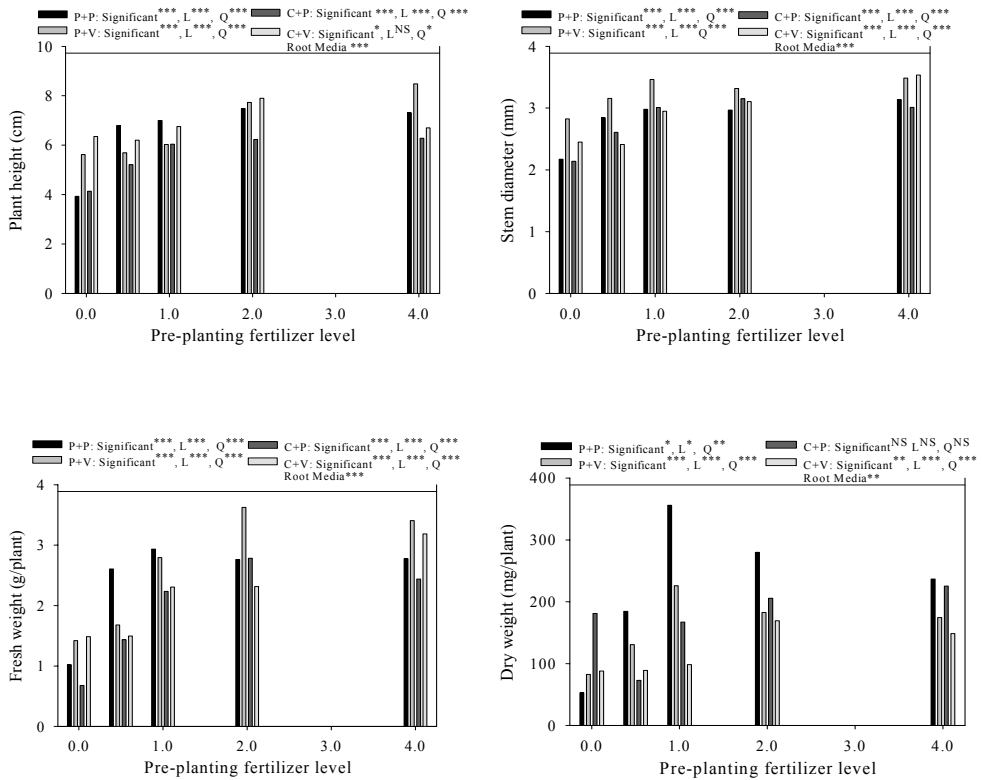 P+P: Significant***, L***, Q***
C+P: Significant ***, L ***, Q ***
P+V: Significant***, L***, Q***
C+V: Significant *, L NS, Q*
Root Media ***
10
8
6
4
2
0
Plant height (cm)
0.0 1.0 2.0 3.0 4.0
Pre-planting fertilizer level
P+P: Significant***, L***, Q***
C+P: Significant***, L***, Q***
P+V: Significant***, L***Q***
C+V: Significant***, L***, Q***
Root Media***
4
3
2
1
0
Stem diameter (mm)
0.0 1.0 2.0 3.0 4.0
Pre-planting fertilizer level
P+P: Significant***, L***, Q***
C+P: Significant***, L***, Q***
P+V: Significant***, L***, Q***
C+V: Significant***, L***, Q***
Root Media***
4
3
2
1
0
Fresh weight (g/plant)
0.0 1.0 2.0 3.0 4.0
Pre-planting fertilizer level
P+P: Significant*, L*, Q**
C+P: Significant NS L NS, Q NS
P+V: Significant***, L***, Q***
C+V: Significant**, L***, Q***
Root Media**
400
300
200
100
0
Dry weight (mg/plant)
0.0 1.0 2.0 3.0 4.0
Pre-planting fertilizer level